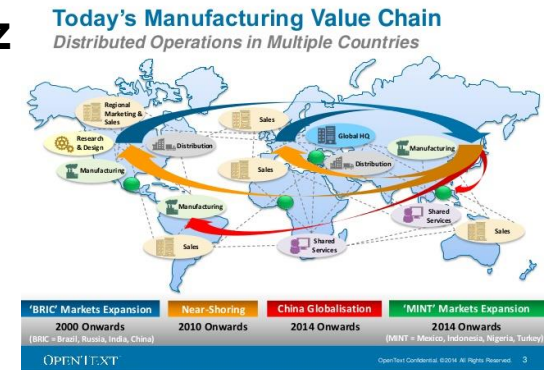 z
Today's Manufacturing Value Chain
Distributed Operations in Multiple Countries
Regional
Marketing &
Sales
Sales
Research
& Design
Distribution
Global HQ
Manufacturing
Manufacturing
Sales
Distribution
Manufacturing
Shared
Services
Sales
Shared
Services
Sales
'BRIC' Markets Expansion
Near-Shoring
China Globalisation
'MINT' Markets Expansion
2000 Onwards
2010 Onwards
2014 Onwards
2014 Onwards
(BRIC = Brazil, Russia, India, China)
(MINT = Mexico, Indonesia, Nigeria, Turkey)
OPENTEXT
OpenText Confidential. ©2014 All Rights Reserved. 3